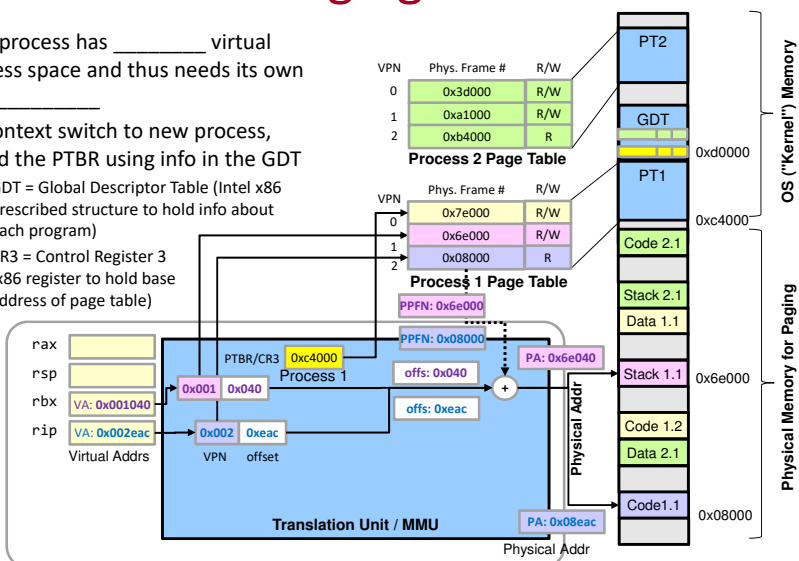 process has ________ virtual
ess space and thus needs its own
__________
ontext switch to new process,
d the PTBR using info in the GDT
GDT = Global Descriptor Table (Intel x86
rescribed structure to hold info about
ach program)
CR3 = Control Register 3
x86 register to hold base
ddress of page table)
VPN
Phys. Frame #
R/W
0
0x3d000
R/W
1
0xa1000
R/W
2
0xb4000
R
Process 2 Page Table
VPN
Phys. Frame #
R/W
0
0x7e000
R/W
1
0x6e000
R/W
2
0x08000
R
Process 1 Page Table
PPFN: 0x6e000
PPFN: 0x08000
PTBR/CR3
0xc4000
Process 1
rax
rsp
rbx
VA: 0x001040
rip
VA: 0x002eac
Virtual Addrs
0x001
0x040
0x002
0xeac
VPN
offset
offs: 0x040
offs: 0xeac
+
PA: 0x6e040
PA: 0x08eac
Physical Addr
Physical Addr
Translation Unit / MMU
PT2
GDT
0xd0000
PT1
0xc4000
Code 2.1
Stack 2.1
Data 1.1
Stack 1.1
0x6e000
Code 1.2
Data 2.1
Code1.1
0x08000
OS ("Kernel") Memory
Physical Memory for Paging